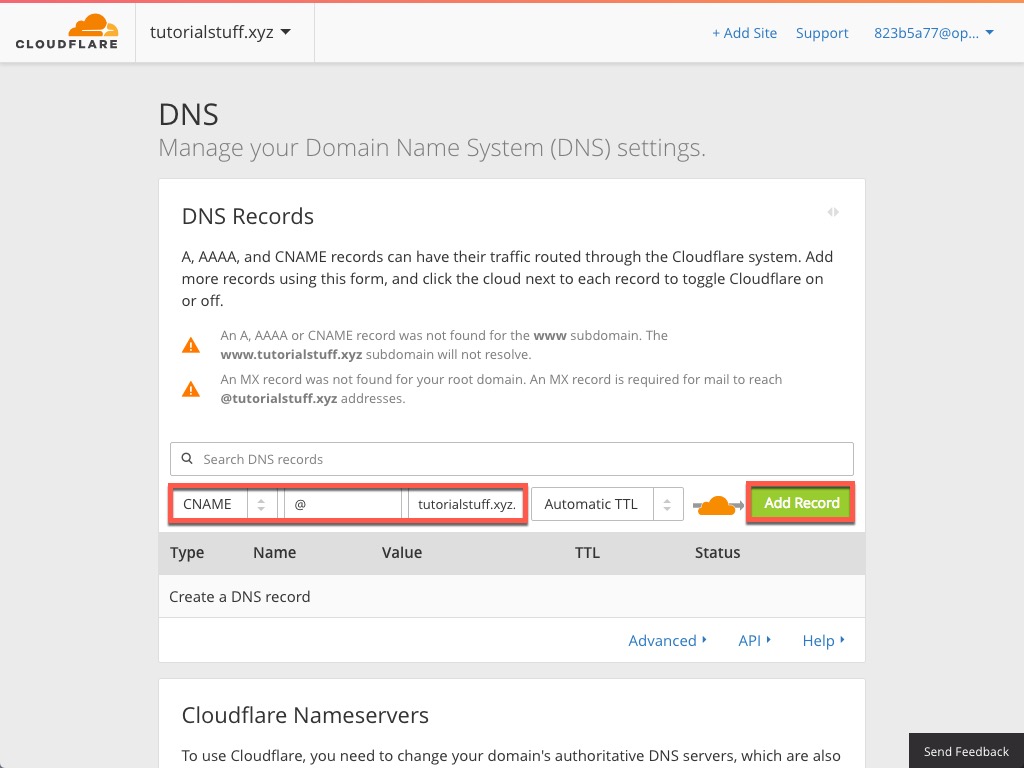 CLOUDFLARE
tutorialstuff.xyz
+ Add Site
Support
823b5a77@op...
DNS
Manage your Domain Name System (DNS) settings.
DNS Records
A, AAAA, and CNAME records can have their traffic routed through the Cloudflare system. Add
more records using this form, and click the cloud next to each record to toggle Cloudflare on
or off.
An A, AAAA or CNAME record was not found for the www subdomain. The
www.tutorialstuff.xyz subdomain will not resolve.
An MX record was not found for your root domain. An MX record is required for mail to reach
@tutorialstuff.xyz addresses.
Search DNS records
CNAME
@
tutorialstuff.xyz.
Automatic TTL
Add Record
Type Name Value TTL Status
Create a DNS record
Advanced
API
Help
Cloudflare Nameservers
To use Cloudflare, you need to change your domain's authoritative DNS servers, which are also
Send Feedback